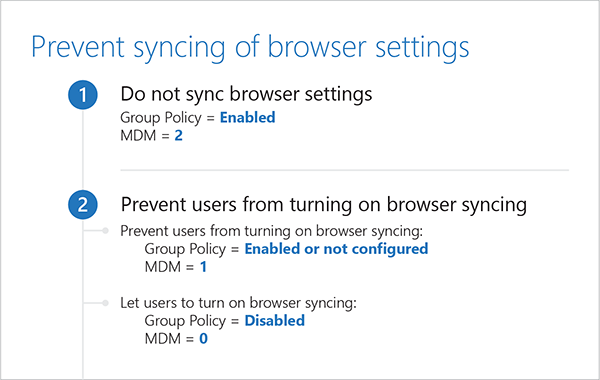 Prevent syncing of browser settings
1 Do not sync browser settings
Group Policy = Enabled
MDM = 2
2 Prevent users from turning on browser syncing
Prevent users from turning on browser syncing:
Group Policy = Enabled or not configured
MDM = 1
Let users to turn on browser syncing:
Group Policy = Disabled
MDM = 0